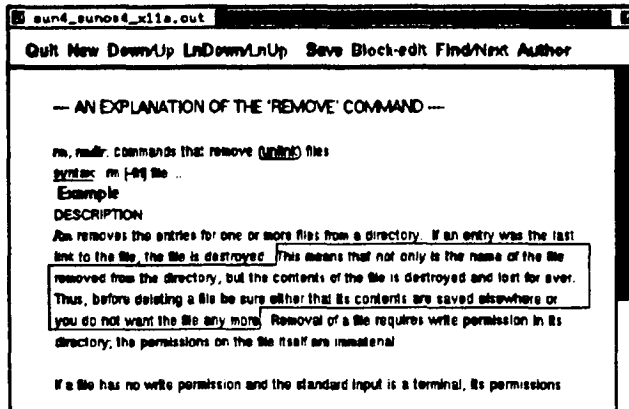 sun4_sunos4_x11a.out
Quit New Down/Up LnDown/LnUp Save Block-edit Find/Next Author
--- AN EXPLANATION OF THE 'REMOVE' COMMAND ---
rm, rmdir: commands that remove (unlink) files
syntax: rm [-fri] file ..
Example
DESCRIPTION
Rm removes the entries for one or more files from a directory. If an entry was the last
link to the file, the file is destroyed. This means that not only is the name of the file
removed from the directory, but the contents of the file is destroyed and lost for ever.
Thus, before deleting a file be sure either that its contents are saved elsewhere or
you do not want the file any more. Removal of a file requires write permission in its
directory; the permissions on the file itself are immaterial
If a file has no write permission and the standard input is a terminal, its permissions